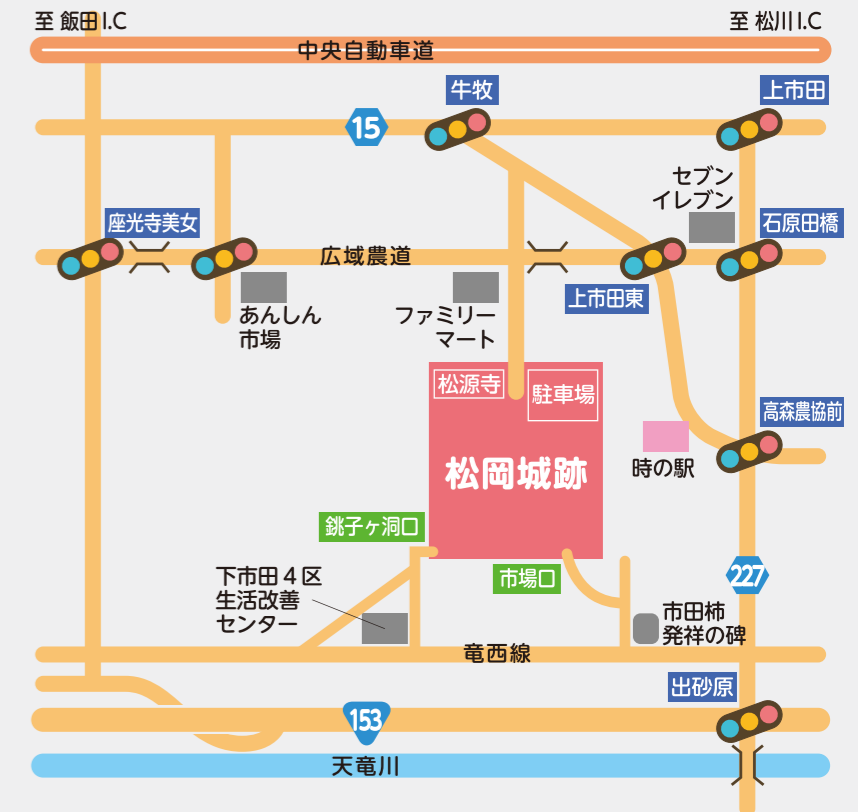 至 飯田I.C
至 松川I.C
中央自動車道
牛牧
上市田
15
セブン
イレブン
座光寺美女
石原田橋
広域農道
上市田東
あんしん
市場
ファミリー
マート
松源寺
駐車場
高森農協前
松岡城跡
時の駅
銚子ヶ洞口
市場口
227
下市田4区
生活改善
センター
市田柿
発祥の碑
竜西線
出砂原
153
天竜川